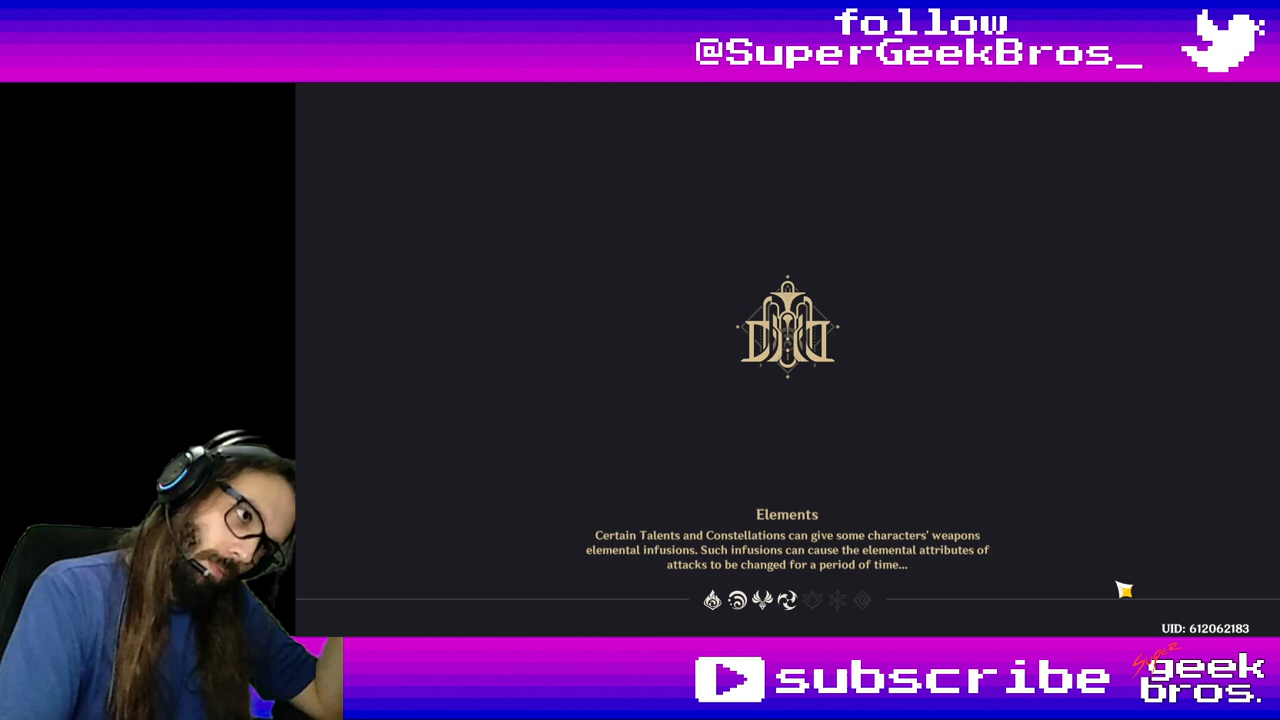 follow
@SuperGeekBros_
Elements
Certain Talents and Constellations can give some characters' weapons
elemental infusions. Such infusions can cause the elemental attributes of
attacks to be changed for a period of time...
UID: 612062183
subscribe
super
geek
bros.